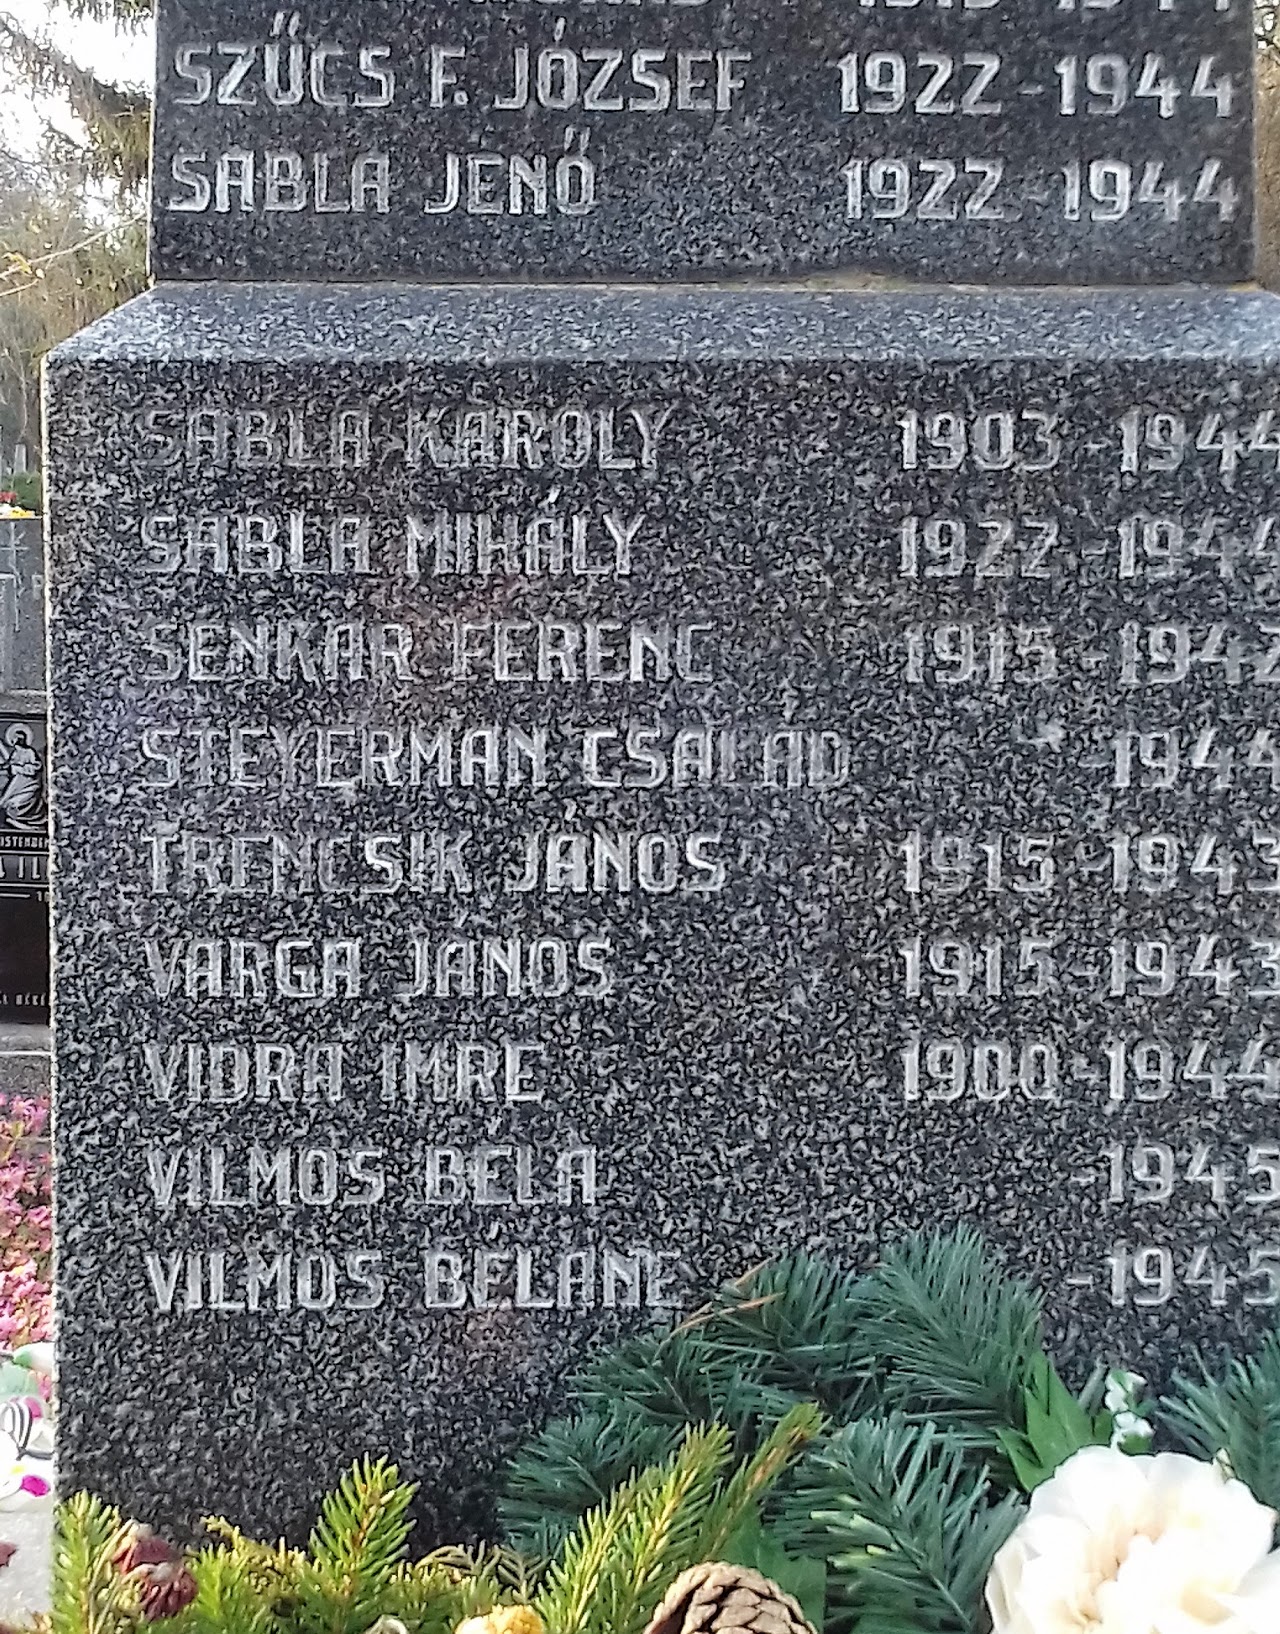 SZŰCS F. JÓZSEF 1922 - 1944
SABLA JENŐ 1922 - 1944
SABLA KÁROLY 1903 - 1944
SABLA MIHÁLY 1922 - 1944
SENKÁR FERENC 1915 - 1942
STEYERMAN CSALÁD - 1944
TRENCSIK JÁNOS 1915 - 1943
VARGA JÁNOS 1915 - 1943
VIDRA IMRE 1900 - 1944
VILMOS BÉLA - 1945
VILMOS BÉLÁNÉ - 1945